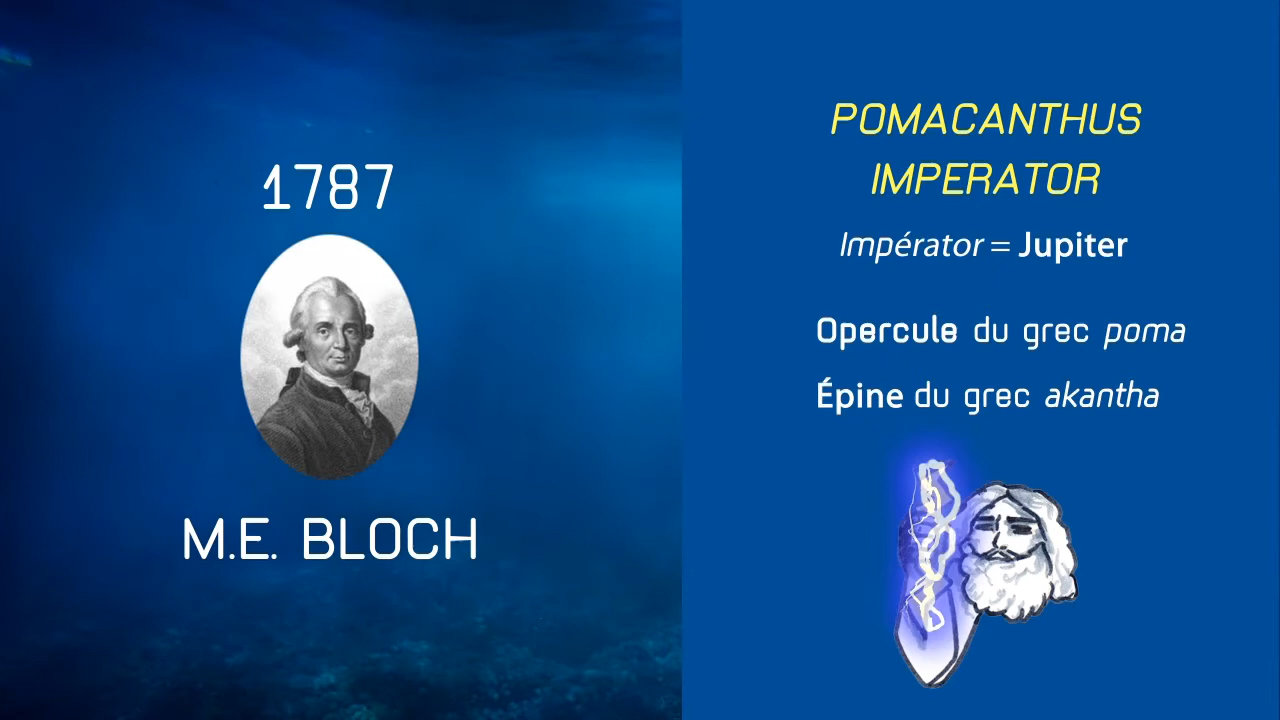 1787
M.E. BLOCH
POMACANTHUS
IMPERATOR
Impérator = Jupiter
Opercule du grec poma
Épine du grec akantha